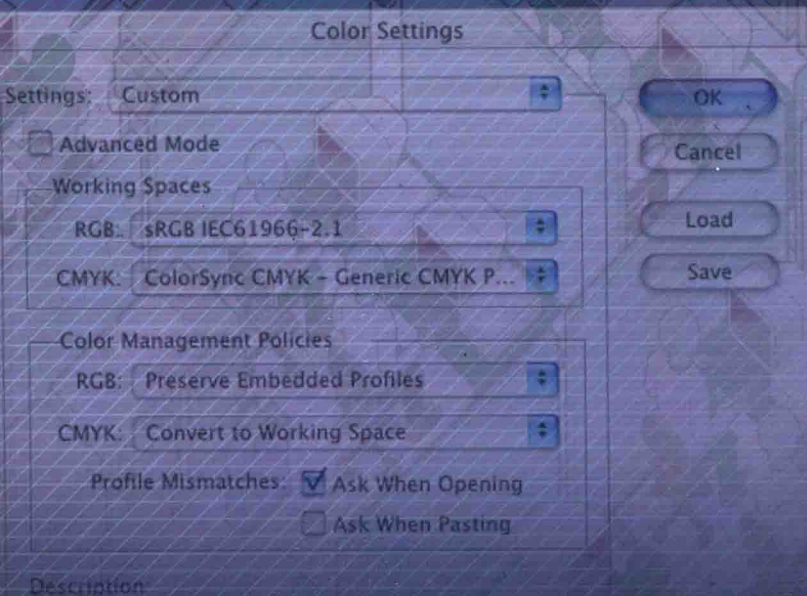 Color Settings
Settings: Custom
OK
Advanced Mode
Cancel
Working Spaces
RGB: sRGB IEC61966-2.1
Load
CMYK: ColorSync CMYK - Generic CMYK P...
Save
Color Management Policies
RGB: Preserve Embedded Profiles
CMYK: Convert to Working Space
Profile Mismatches: Ask When Opening
Ask When Pasting
Description: